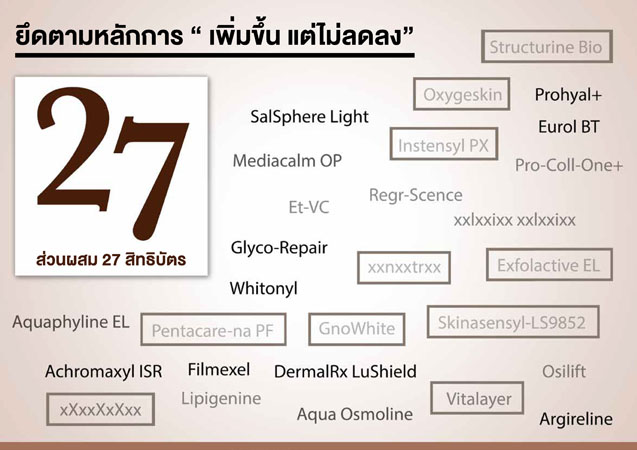 ยึดตามหลักการ “ เพิ่มขึ้น แต่ไม่ลดลง”
Structurine Bio
Oxygeskin
Prohyal+
SalSphere Light
Eurol BT
Instensyl PX
Mediacalm OP
Pro-Coll-One+
Regr-Scence
Et-VC
xxlxxixx xxlxxixx
27
ส่วนผสม 27 สิทธิบัตร
Glyco-Repair
xxnxxtrxx
Exfolactive EL
Whitonyl
Aquaphyline EL
Pentacare-na PF
GnoWhite
Skinasensyl-LS9852
Achromaxyl ISR
Filmexel
DermalRx LuShield
Osilift
xXxxXxXxx
Lipigenine
Aqua Osmoline
Vitalayer
Argireline